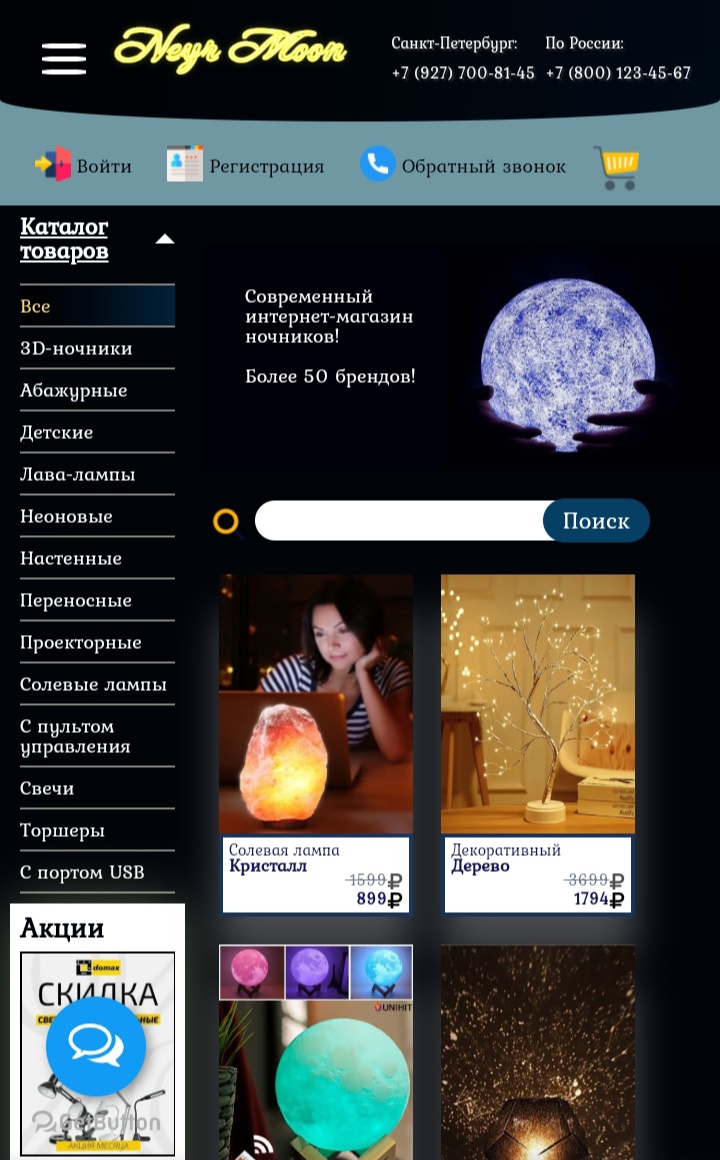 Neyr Moon
Санкт-Петербург:
+7 (927) 700-81-45
По России:
+7 (800) 123-45-67
Войти
Регистрация
Обратный звонок
Каталог
товаров
Все
3D-ночники
Абажурные
Детские
Лава-лампы
Неоновые
Настенные
Переносные
Проекторные
Солевые лампы
С пультом
управления
Свечи
Торшеры
С портом USB
Современный
интернет-магазин
ночников!
Более 50 брендов!
Поиск
Солевая лампа
Кристалл
1599₽
899₽
Декоративный
Дерево
3699₽
1794₽
UNIHIT
Акции
domax
СКИДКА
GetButton
АКЦИЯ МЕСЯЦА